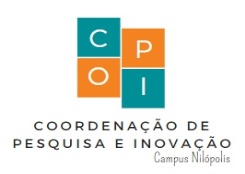 C P
O I
COORDENAÇÃO DE
PESQUISA E INOVAÇÃO
Campus Nilópolis